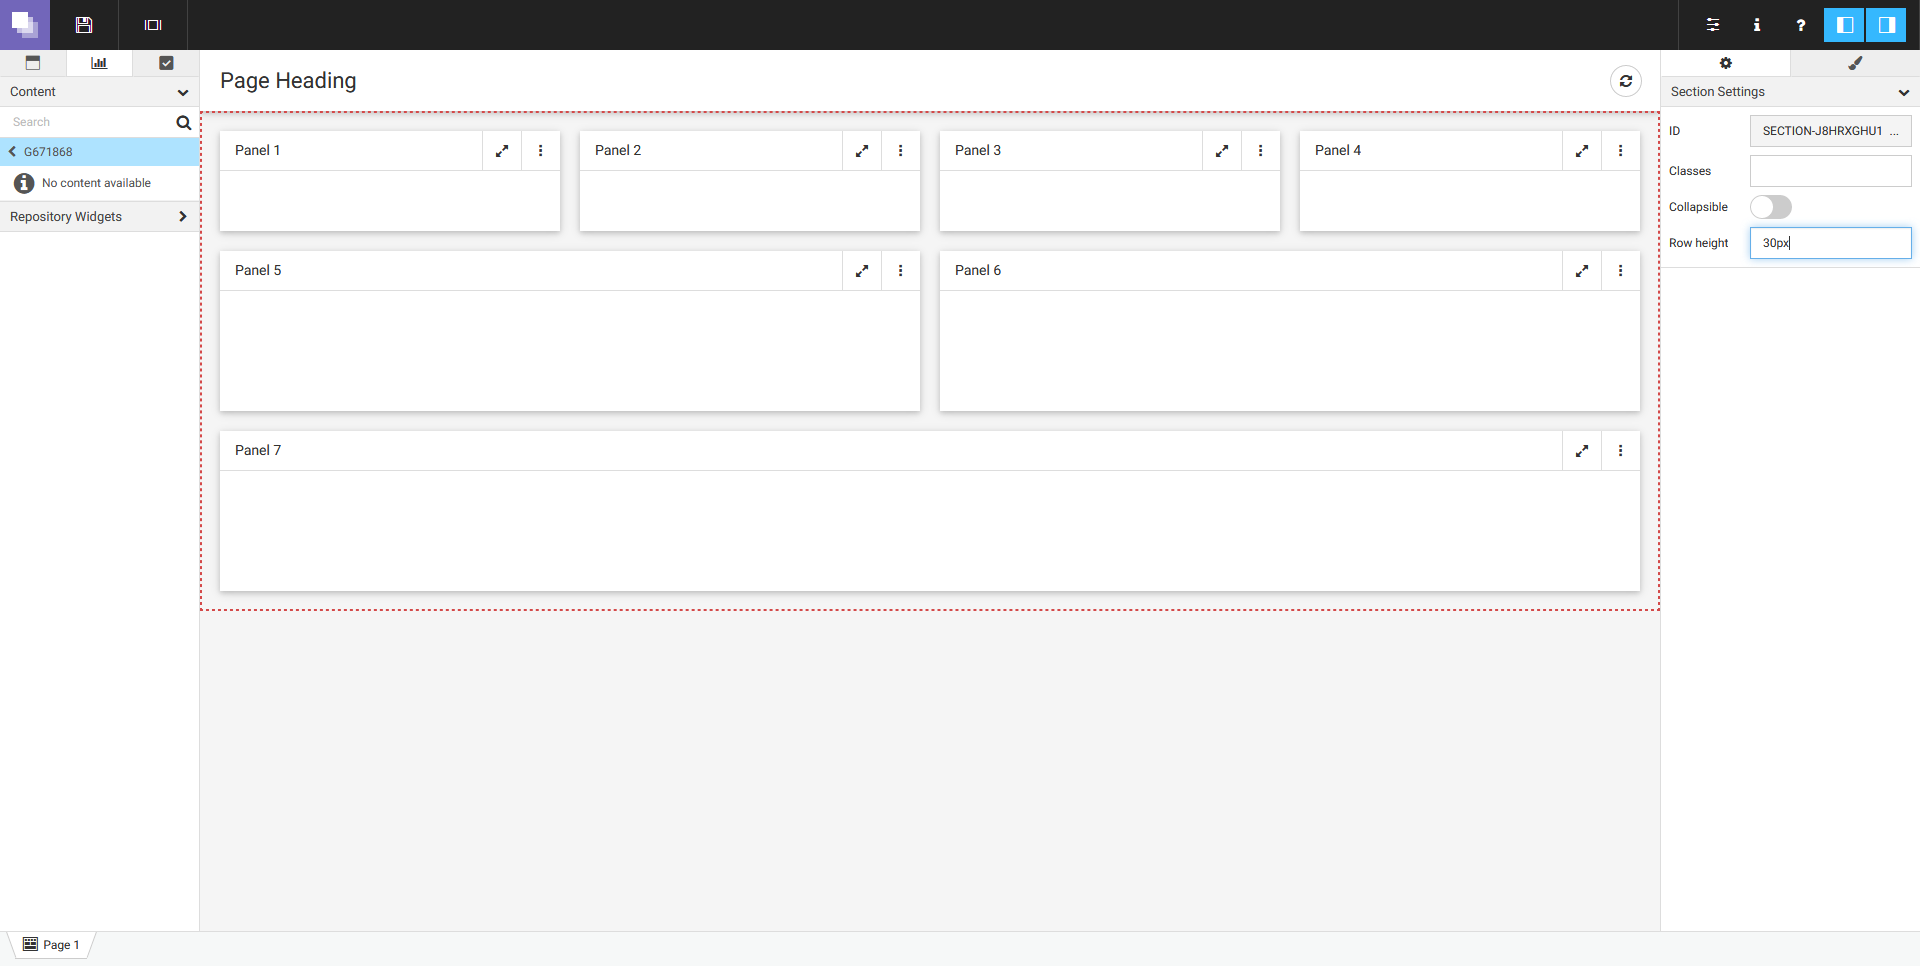 Page Heading
Content
Search
G671868
No content available
Repository Widgets
Panel 1
Panel 2
Panel 3
Panel 4
Panel 5
Panel 6
Panel 7
Section Settings
ID SECTION-J8HRXGHU1 ...
Classes
Collapsible
Row height 30px
Page 1